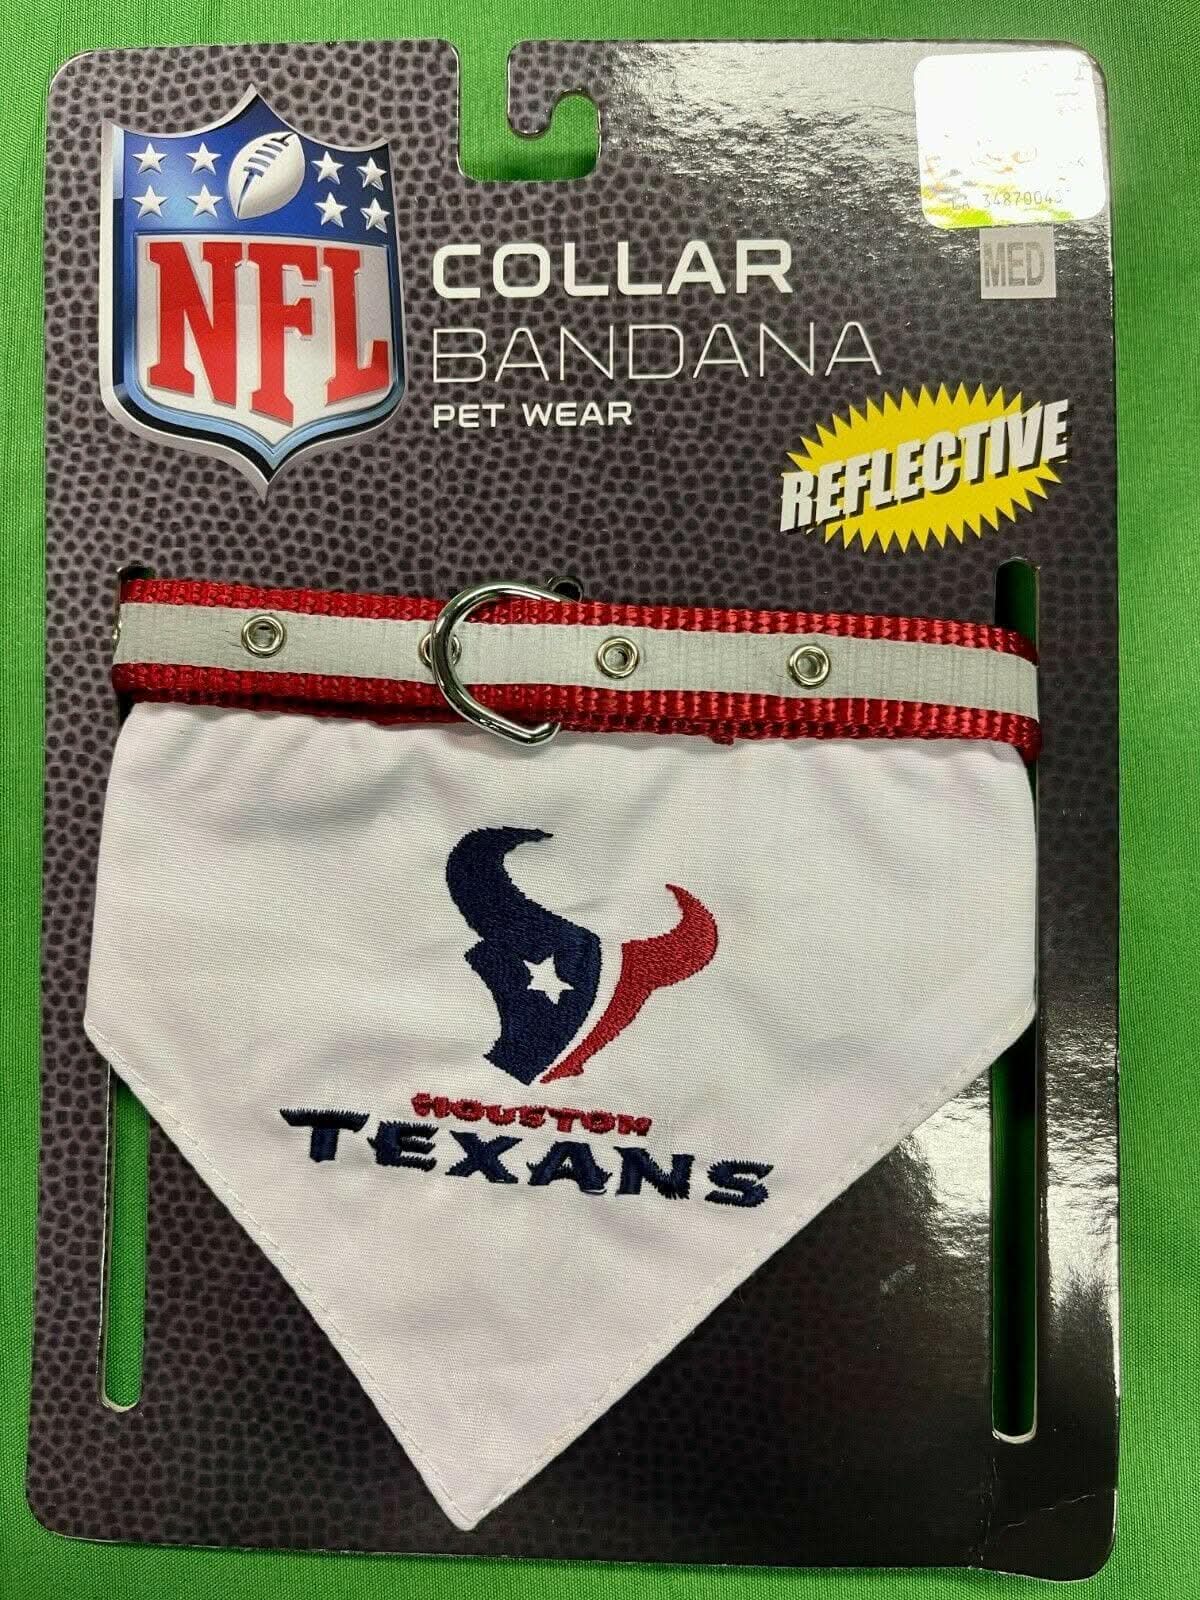 NFL
COLLAR
BANDANA
PET WEAR
MED
REFLECTIVE
HOUSTON
TEXANS